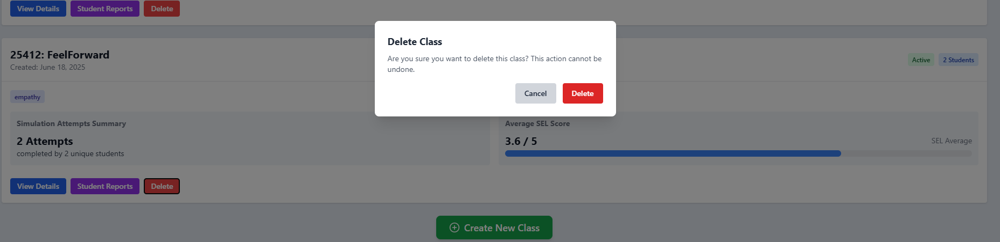 View Details
Student Reports
Delete
Delete Class
Are you sure you want to delete this class? This action cannot be
undone.
Cancel
Delete
25412: FeelForward
Created: June 18, 2025
Active
2 Students
empathy
Simulation Attempts Summary
2 Attempts
completed by 2 unique students
Average SEL Score
3.6 / 5
SEL Average
View Details
Student Reports
Delete
Create New Class